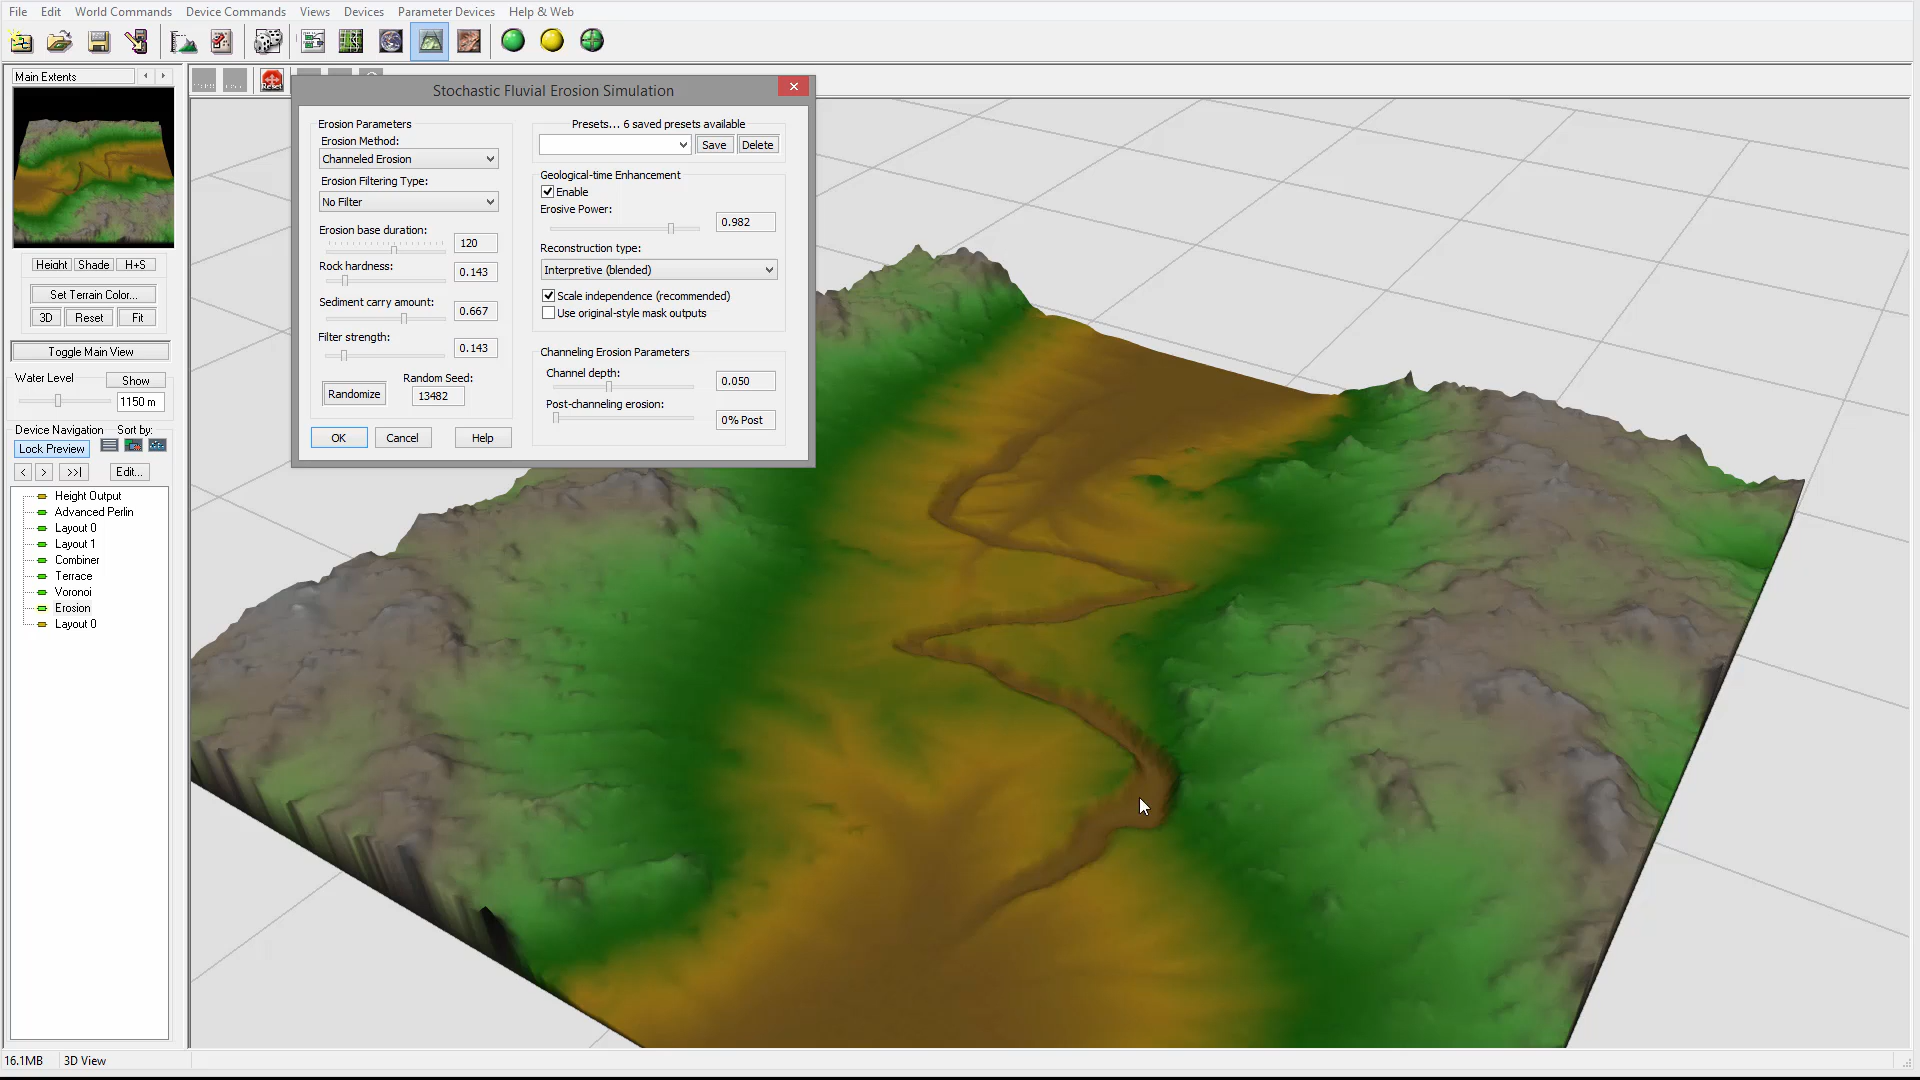 File Edit World Commands Device Commands Views Devices Parameter Devices Help & Web
Main Extents
Reset
Height Shade H+S
Set Terrain Color...
3D Reset Fit
Toggle Main View
Water Level Show
1150 m
Device Navigation Sort by:
Lock Preview
< > >>| Edit...
Height Output
Advanced Perlin
Layout 0
Layout 1
Combiner
Terrace
Voronoi
Erosion
Layout 0
Stochastic Fluvial Erosion Simulation
Erosion Parameters
Erosion Method:
Channeled Erosion
Erosion Filtering Type:
No Filter
Erosion base duration:
120
Rock hardness:
0.143
Sediment carry amount:
0.667
Filter strength:
0.143
Randomize
Random Seed:
13482
OK Cancel Help
Presets... 6 saved presets available
Save Delete
Geological-time Enhancement
Enable
Erosive Power:
0.982
Reconstruction type:
Interpretive (blended)
Scale independence (recommended)
Use original-style mask outputs
Channeling Erosion Parameters
Channel depth:
0.050
Post-channeling erosion:
0% Post
16.1MB 3D View